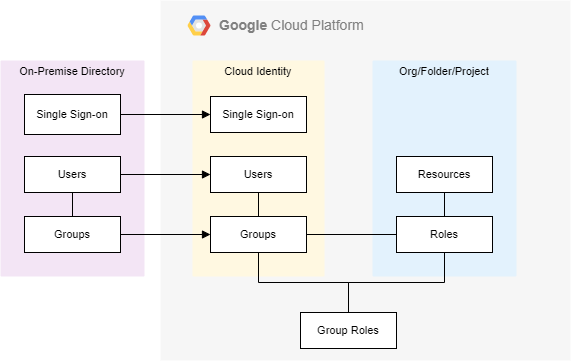 Google Cloud Platform
On-Premise Directory
Cloud Identity
Org/Folder/Project
Single Sign-on
Single Sign-on
Users
Users
Resources
Groups
Groups
Roles
Group Roles